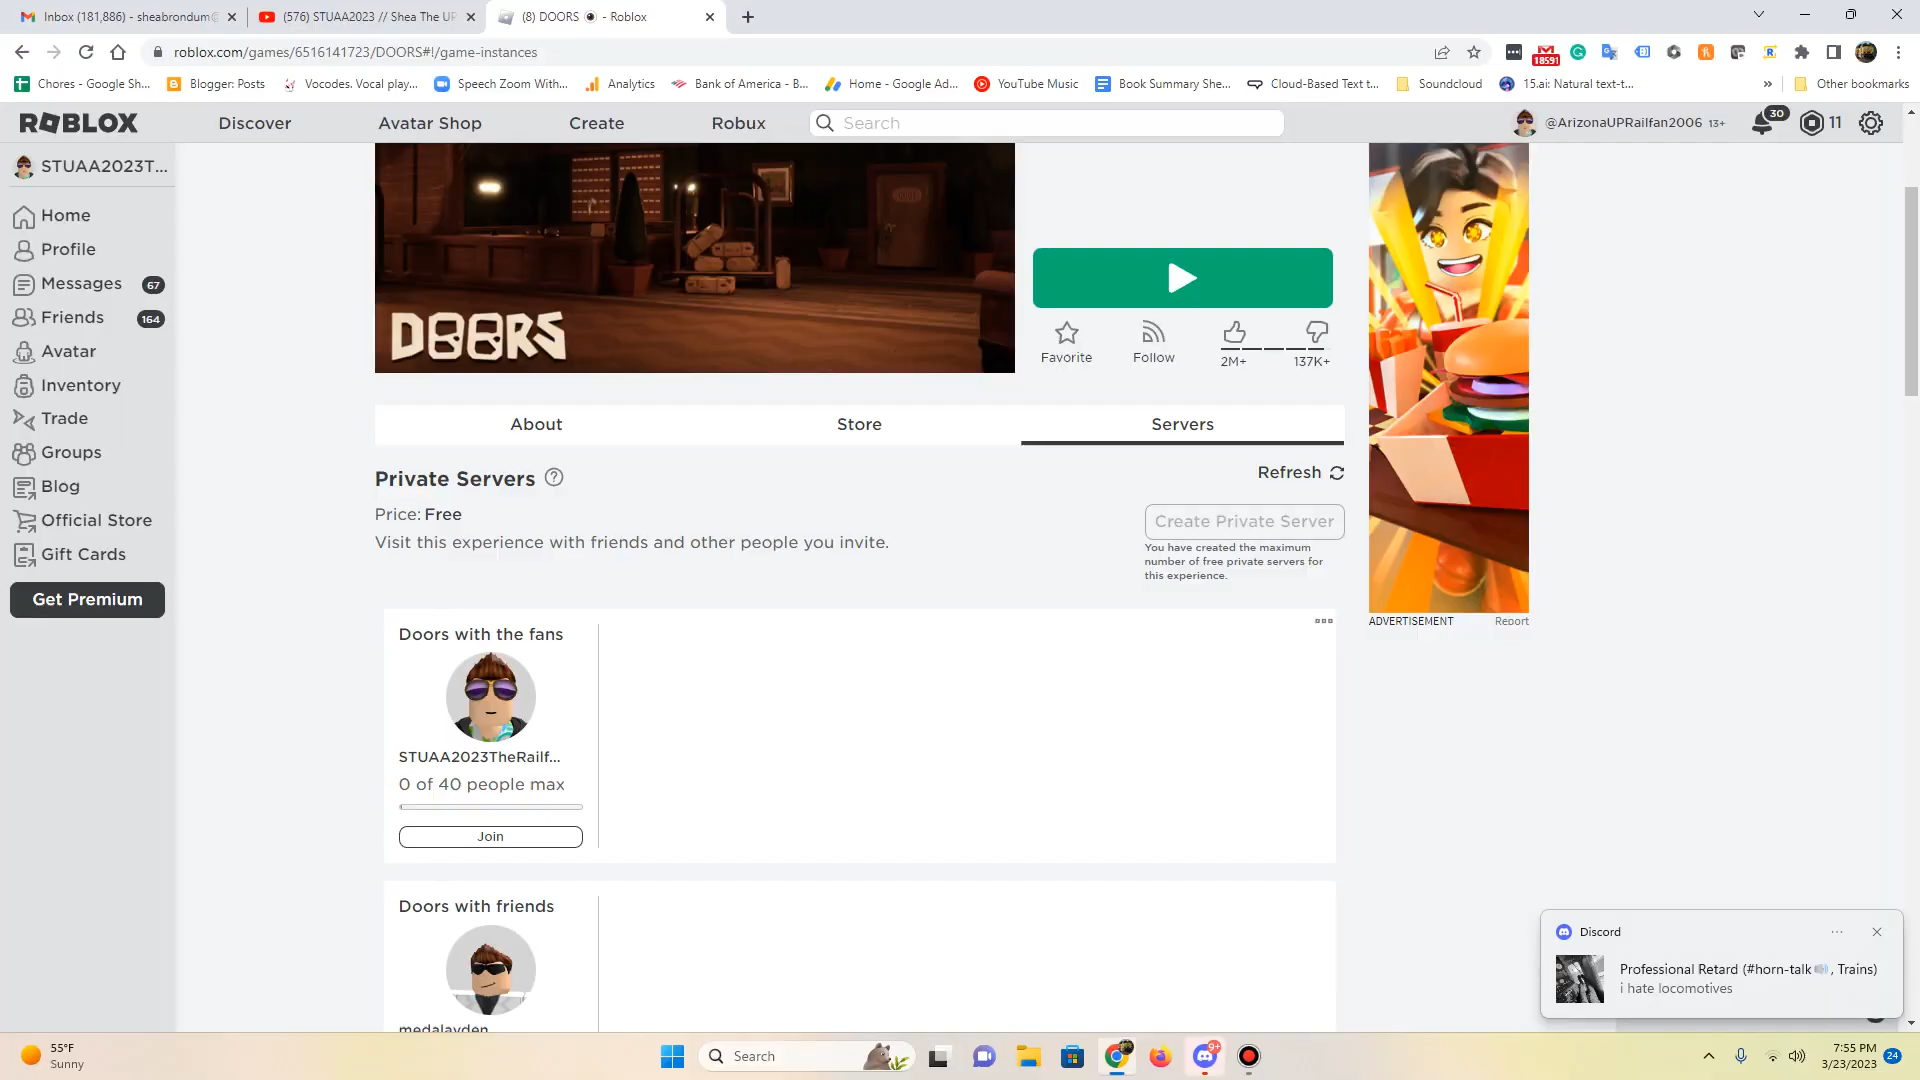 Inbox (181,886) - sheabrondum@
(576) STUAA2023 // Shea The UP
(8) DOORS 👁 - Roblox
roblox.com/games/6516141723/DOORS#!/game-instances
18591
Chores - Google Sh...
Blogger: Posts
Vocodes. Vocal play...
Speech Zoom With...
Analytics
Bank of America - B...
Home - Google Ad...
YouTube Music
Book Summary She...
Cloud-Based Text t...
Soundcloud
15.ai: Natural text-t...
»
Other bookmarks
ROBLOX
Discover
Avatar Shop
Create
Robux
Search
@ArizonaUPRailfan2006 13+
30
11
STUAA2023T...
Home
Profile
Messages 67
Friends 164
Avatar
Inventory
Trade
Groups
Blog
Official Store
Gift Cards
Get Premium
DOORS
Favorite
Follow
2M+
137K+
About
Store
Servers
Private Servers
Refresh
Price: Free
Visit this experience with friends and other people you invite.
Create Private Server
You have created the maximum
number of free private servers for
this experience.
Doors with the fans
STUAA2023TheRailf...
0 of 40 people max
Join
Doors with friends
medalayden
ADVERTISEMENT
Report
Discord
Professional Retard (#horn-talk🔊, Trains)
i hate locomotives
55°F
Sunny
Search
9+
7:55 PM
3/23/2023
24